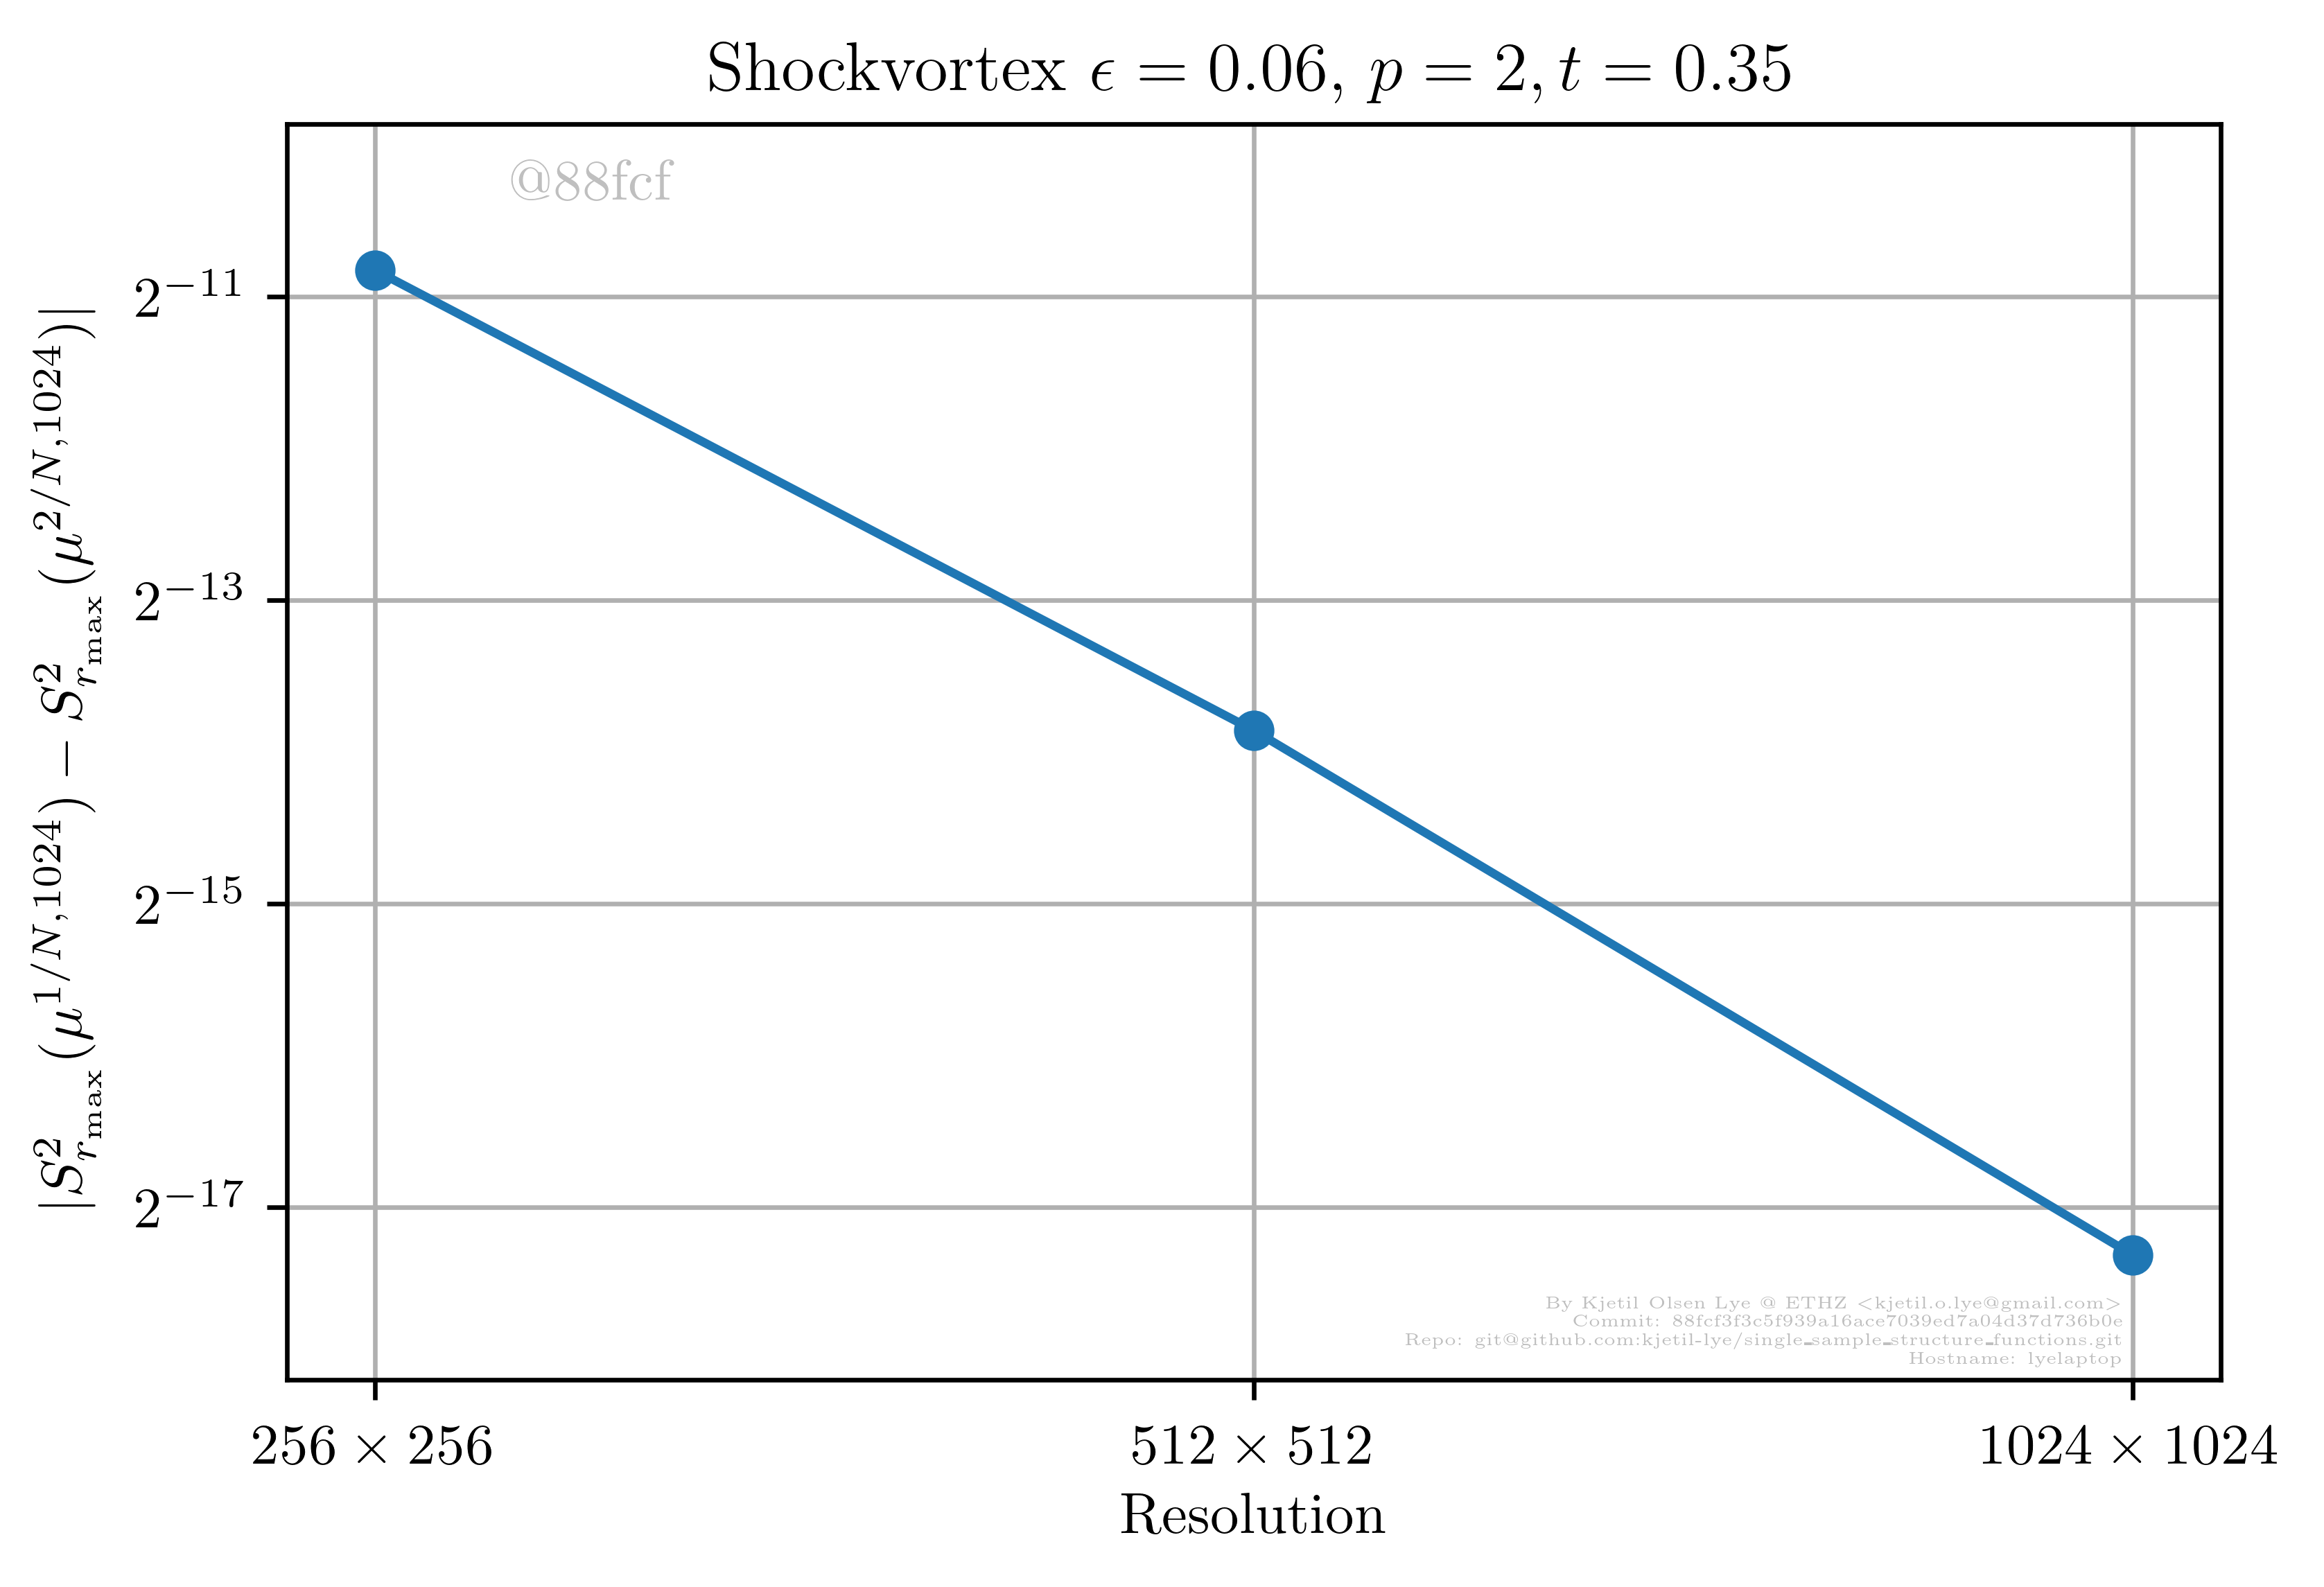 Shockvortex ϵ = 0.06, p = 2, t = 0.35
@88fcf
2⁻¹¹
2⁻¹³
2⁻¹⁵
2⁻¹⁷
|S²_{r_max}(μ^{1/N,1024}) − S²_{r_max}(μ^{2/N,1024})|
By Kjetil Olsen Lye @ ETHZ <kjetil.o.lye@gmail.com>
Commit: 88fcf3f3c5f939a16ace7039ed7a04d37d736b0e
Repo: git@github.com:kjetil-lye/single_sample_structure_functions.git
Hostname: lyelaptop
256 × 256
512 × 512
1024 × 1024
Resolution